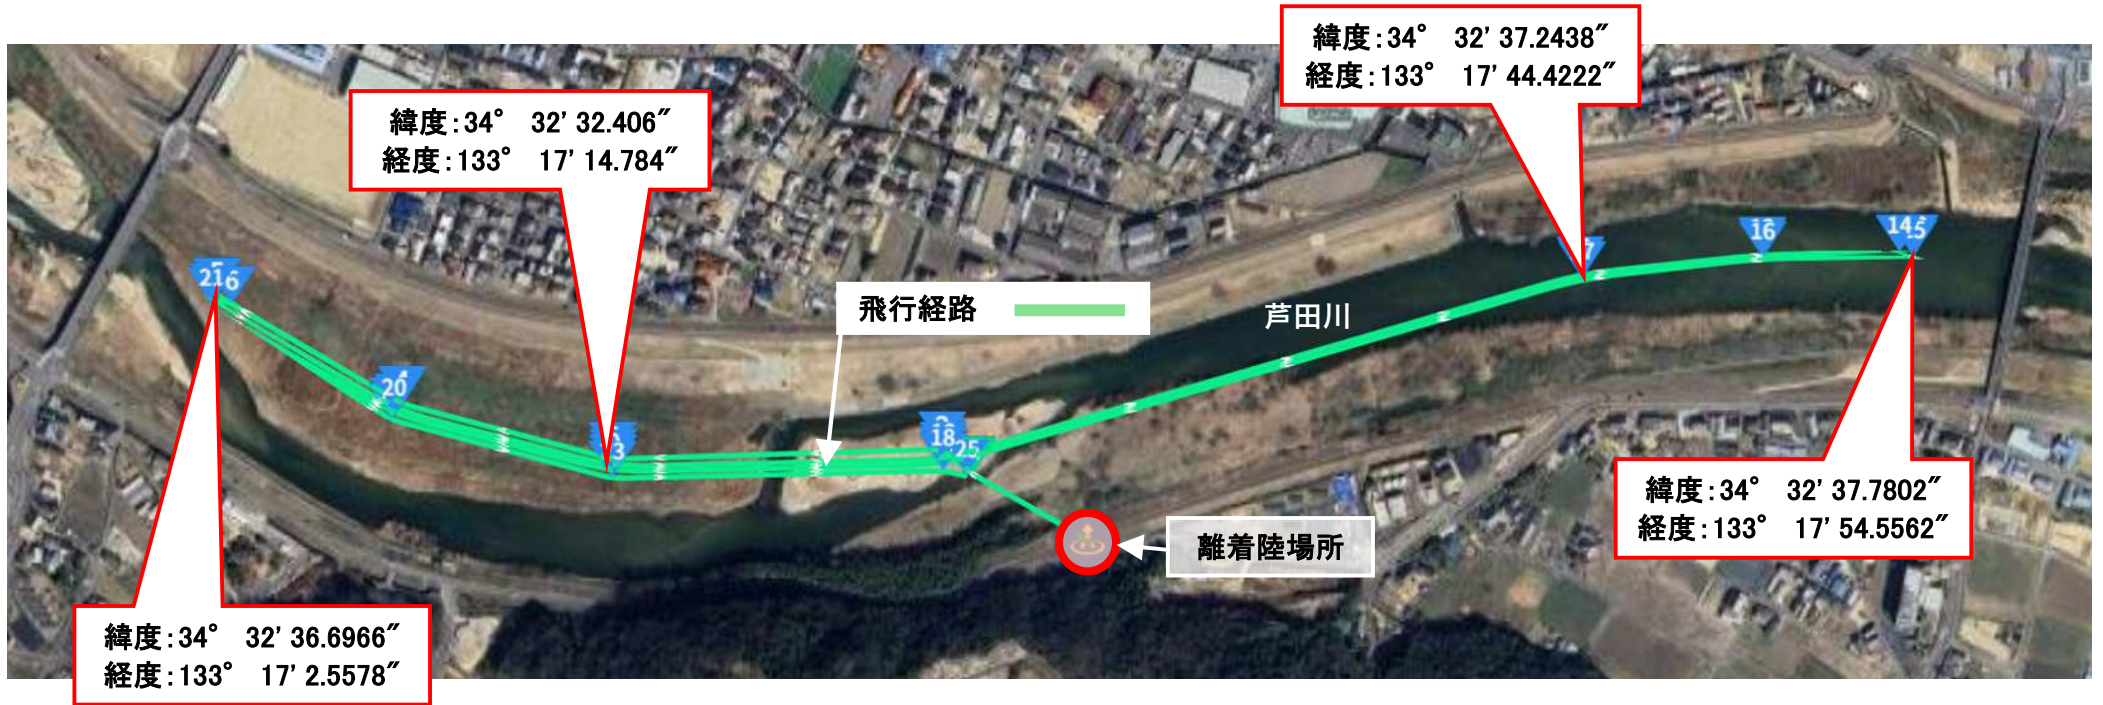 緯度:34° 32' 37.2438″
経度:133° 17' 44.4222″
緯度:34° 32' 32.406″
経度:133° 17' 14.784″
14
16
21
6
飛行経路
芦田川
20
18
25
緯度:34° 32' 37.7802″
経度:133° 17' 54.5562″
離着陸場所
緯度:34° 32' 36.6966″
経度:133° 17' 2.5578″